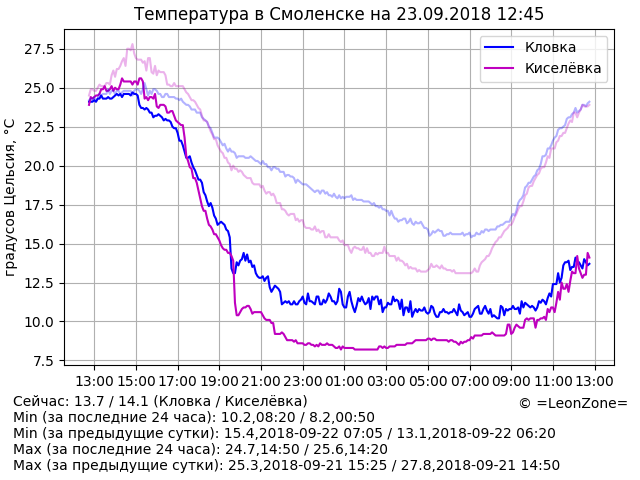 Температура в Смоленске на 23.09.2018 12:45
Кловка
Киселёвка
градусов Цельсия, °C
27.5
25.0
22.5
20.0
17.5
15.0
12.5
10.0
7.5
13:00 15:00 17:00 19:00 21:00 23:00 01:00 03:00 05:00 07:00 09:00 11:00 13:00
Сейчас: 13.7 / 14.1 (Кловка / Киселёвка)
© =LeonZone=
Min (за последние 24 часа): 10.2,08:20 / 8.2,00:50
Min (за предыдущие сутки): 15.4,2018-09-22 07:05 / 13.1,2018-09-22 06:20
Max (за последние 24 часа): 24.7,14:50 / 25.6,14:20
Max (за предыдущие сутки): 25.3,2018-09-21 15:25 / 27.8,2018-09-21 14:50